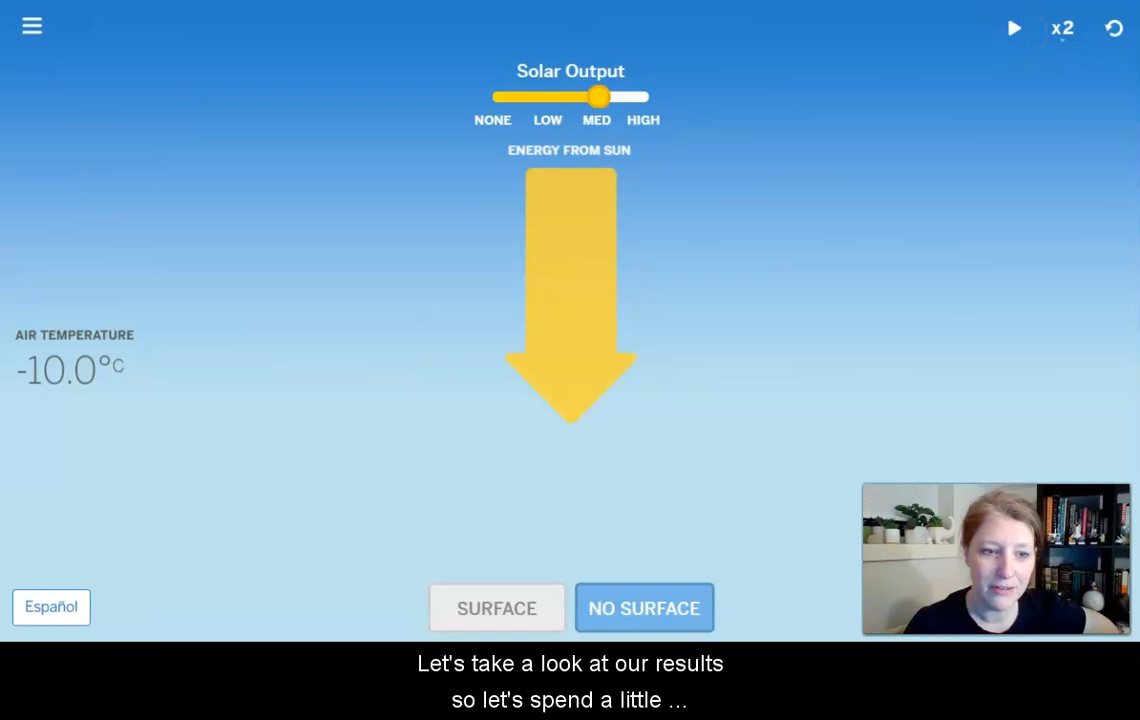 x2
Solar Output
NONE LOW MED HIGH
ENERGY FROM SUN
AIR TEMPERATURE
-10.0°C
Español
SURFACE
NO SURFACE
Let's take a look at our results
so let's spend a little ...